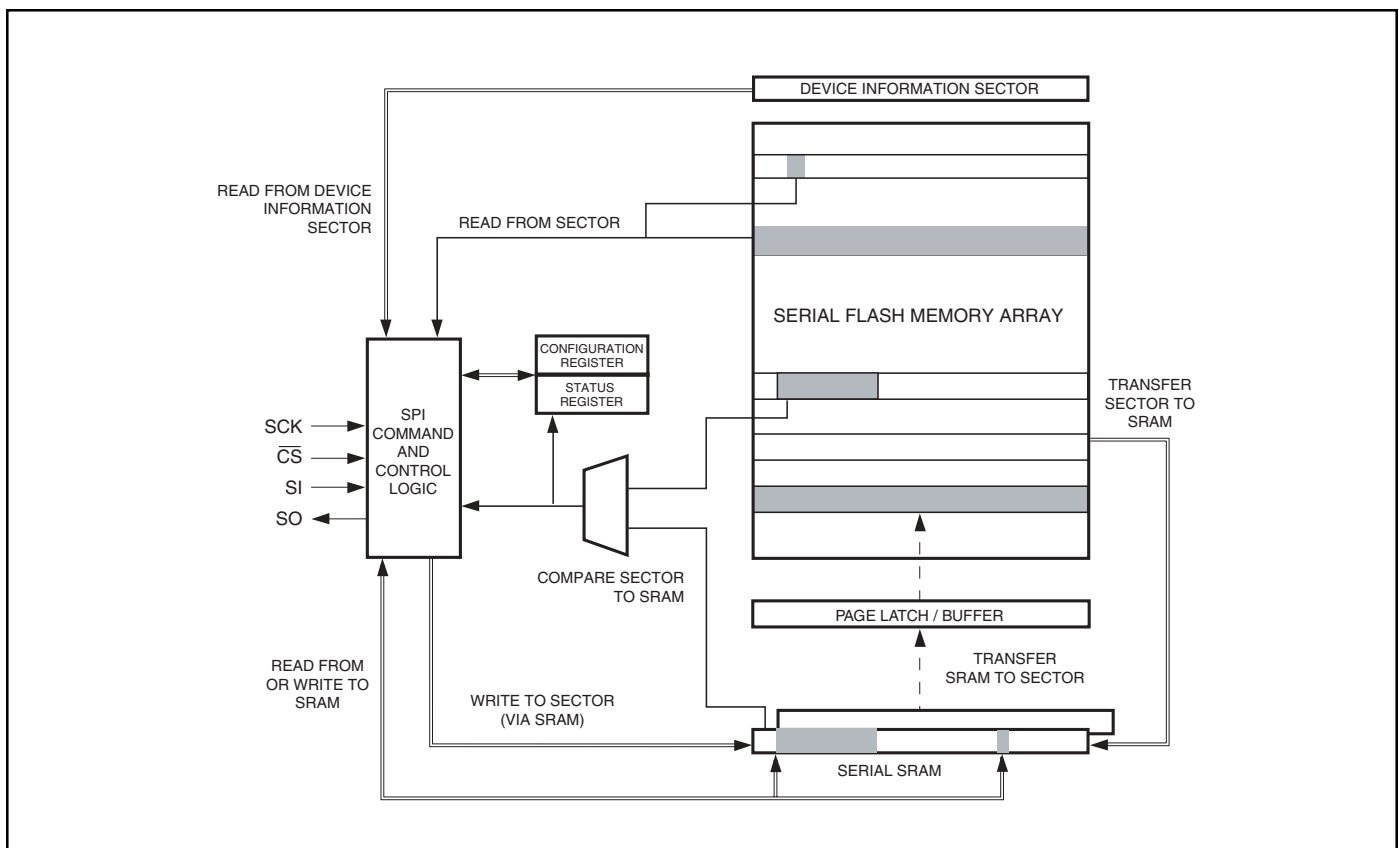 DEVICE INFORMATION SECTOR
READ FROM DEVICE
INFORMATION
SECTOR
READ FROM SECTOR
SERIAL FLASH MEMORY ARRAY
CONFIGURATION
REGISTER
STATUS
REGISTER
TRANSFER
SECTOR TO
SRAM
SPI
COMMAND
AND
CONTROL
LOGIC
SCK
CS
SI
SO
COMPARE SECTOR
TO SRAM
PAGE LATCH / BUFFER
READ FROM
OR WRITE TO
SRAM
TRANSFER
SRAM TO SECTOR
WRITE TO SECTOR
(VIA SRAM)
SERIAL SRAM